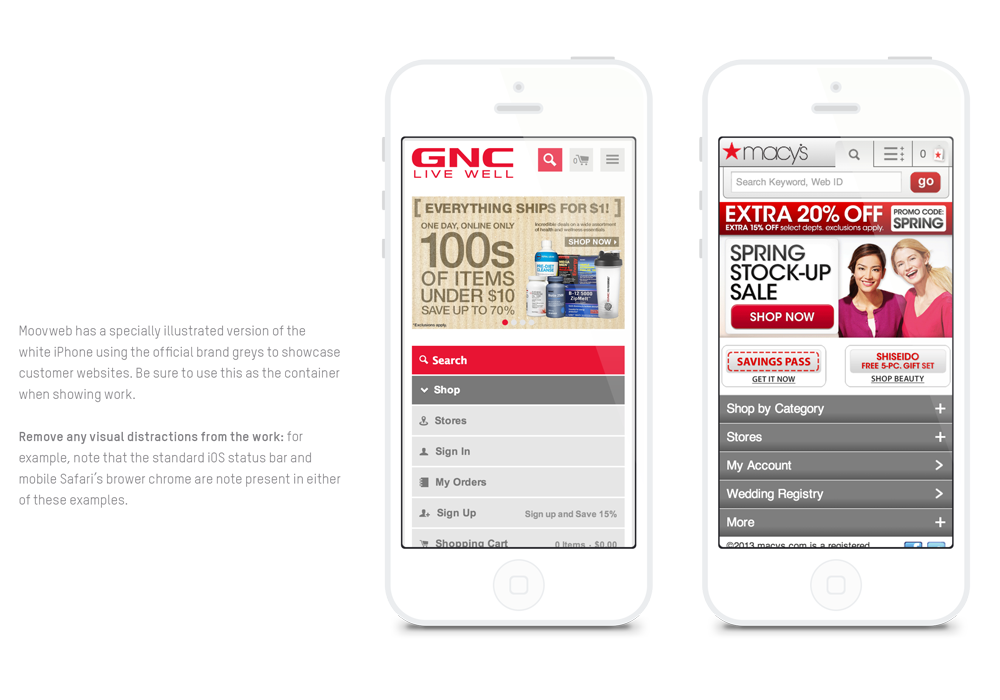 Moovweb has a specially illustrated version of the
white iPhone using the official brand greys to showcase
customer websites. Be sure to use this as the container
when showing work.
Remove any visual distractions from the work: for
example, note that the standard iOS status bar and
mobile Safari's brower chrome are note present in either
of these examples.
GNC
LIVE WELL
0
[ EVERYTHING SHIPS FOR $1! ]
ONE DAY, ONLINE ONLY
100s
OF ITEMS
UNDER $10
SAVE UP TO 70%
*Exclusions apply.
Incredible deals on a wide assortment
of health and wellness essentials
SHOP NOW
PRE-DIET
CLEANSE
B-12 5000
ZipMelt
Search
Shop
Stores
Sign In
My Orders
Sign Up
Sign up and Save 15%
Shopping Cart
0 Items - $0.00
macy's
0
Search Keyword, Web ID
go
EXTRA 20% OFF
EXTRA 15% OFF select depts. exclusions apply.
PROMO CODE:
SPRING
SPRING
STOCK-UP
SALE
SHOP NOW
SAVINGS PASS
GET IT NOW
SHISEIDO
FREE 5-PC. GIFT SET
SHOP BEAUTY
Shop by Category
Stores
My Account
Wedding Registry
More
©2013 macys.com is a registered